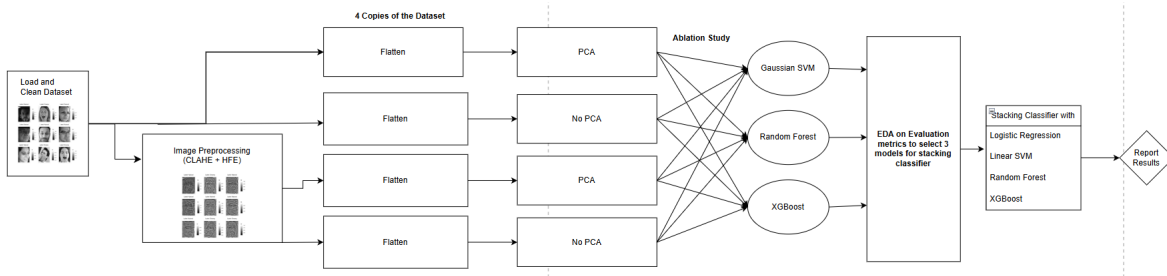 4 Copies of the Dataset
Load and
Clean Dataset
Image Preprocessing
(CLAHE + HFE)
Flatten
Flatten
Flatten
Flatten
PCA
No PCA
PCA
No PCA
Ablation Study
Gaussian SVM
Random Forest
XGBoost
EDA on Evaluation
metrics to select 3
models for stacking
classifier
Stacking Classifier with
Logistic Regression
Linear SVM
Random Forest
XGBoost
Report
Results